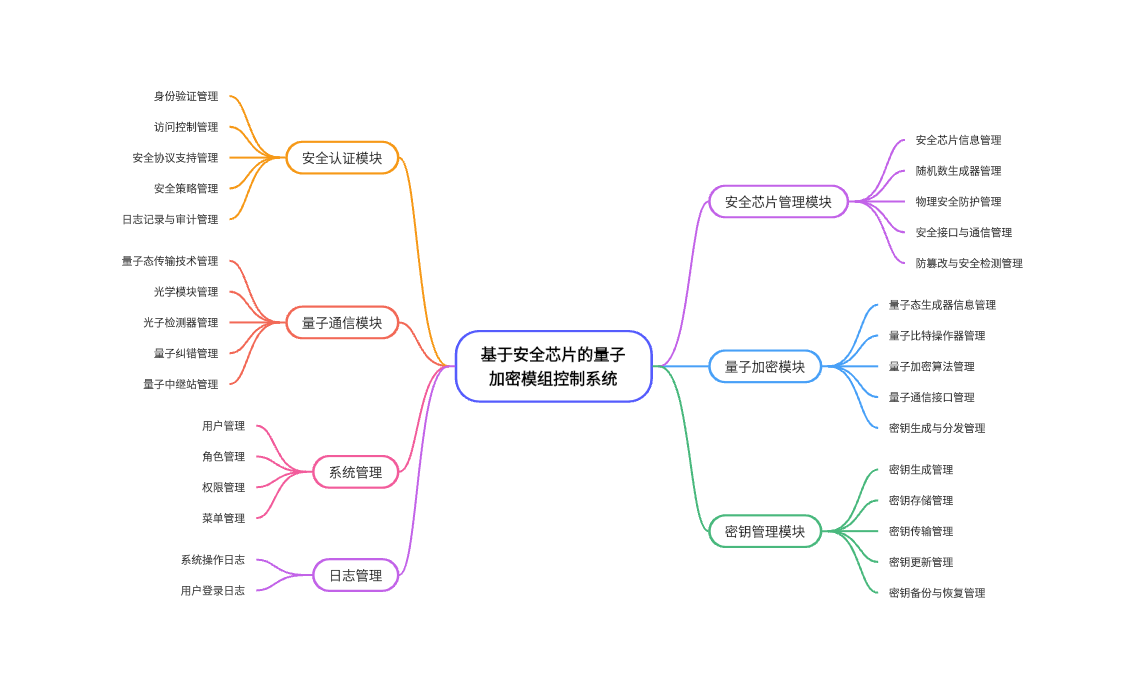 基于安全芯片的量子
加密模组控制系统
安全芯片管理模块
安全芯片信息管理
随机数生成器管理
物理安全防护管理
安全接口与通信管理
防篡改与安全检测管理
量子加密模块
量子态生成器信息管理
量子比特操作器管理
量子加密算法管理
量子通信接口管理
密钥生成与分发管理
密钥管理模块
密钥生成管理
密钥存储管理
密钥传输管理
密钥更新管理
密钥备份与恢复管理
安全认证模块
身份验证管理
访问控制管理
安全协议支持管理
安全策略管理
日志记录与审计管理
量子通信模块
量子态传输技术管理
光学模块管理
光子检测器管理
量子纠错管理
量子中继站管理
系统管理
用户管理
角色管理
权限管理
菜单管理
日志管理
系统操作日志
用户登录日志